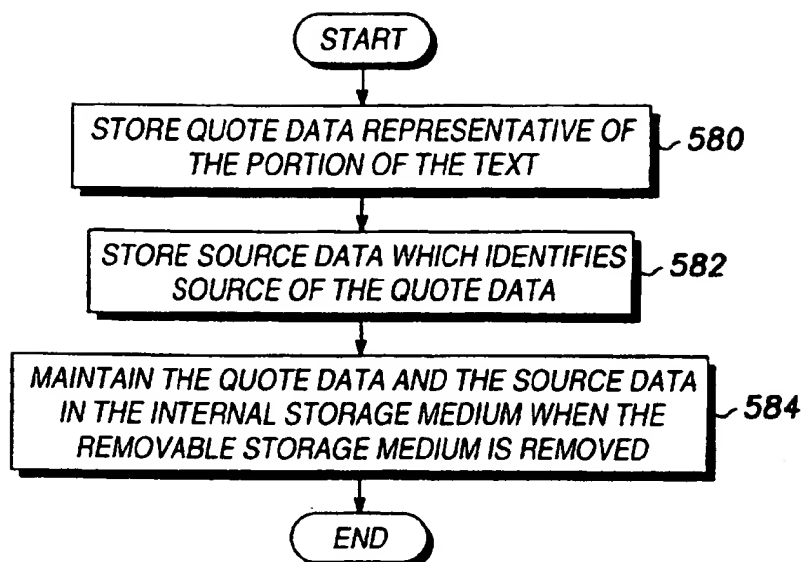 START
STORE QUOTE DATA REPRESENTATIVE OF
THE PORTION OF THE TEXT
580
STORE SOURCE DATA WHICH IDENTIFIES
SOURCE OF THE QUOTE DATA
582
MAINTAIN THE QUOTE DATA AND THE SOURCE DATA
IN THE INTERNAL STORAGE MEDIUM WHEN THE
REMOVABLE STORAGE MEDIUM IS REMOVED
584
END